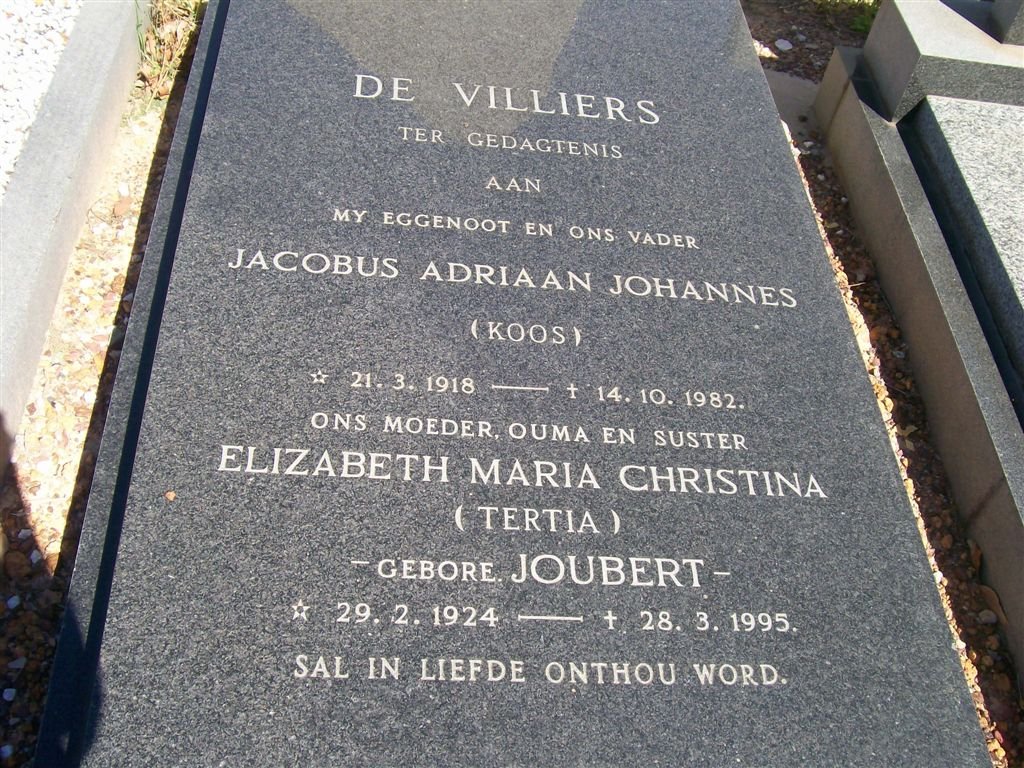 DE VILLIERS
TER GEDAGTENIS
AAN
MY EGGENOOT EN ONS VADER
JACOBUS ADRIAAN JOHANNES
(KOOS)
☆ 21. 3. 1918 — † 14. 10. 1982.
ONS MOEDER, OUMA EN SUSTER
ELIZABETH MARIA CHRISTINA
(TERTIA)
- GEBORE. JOUBERT -
☆ 29. 2. 1924 — † 28. 3. 1995.
SAL IN LIEFDE ONTHOU WORD.